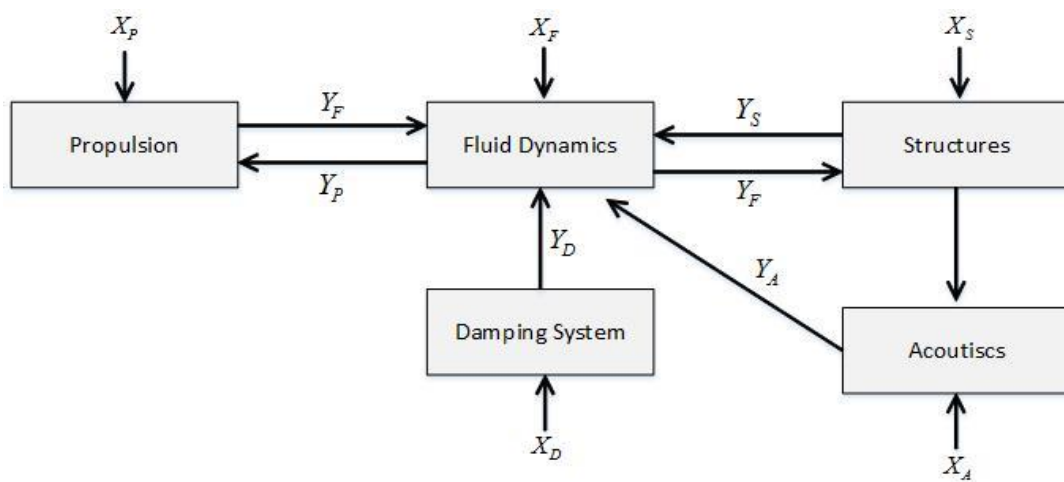 X_P
X_F
X_S
Y_F
Y_S
Propulsion
Fluid Dynamics
Structures
Y_P
Y_F
Y_D
Y_A
Damping System
Acoutiscs
X_D
X_A